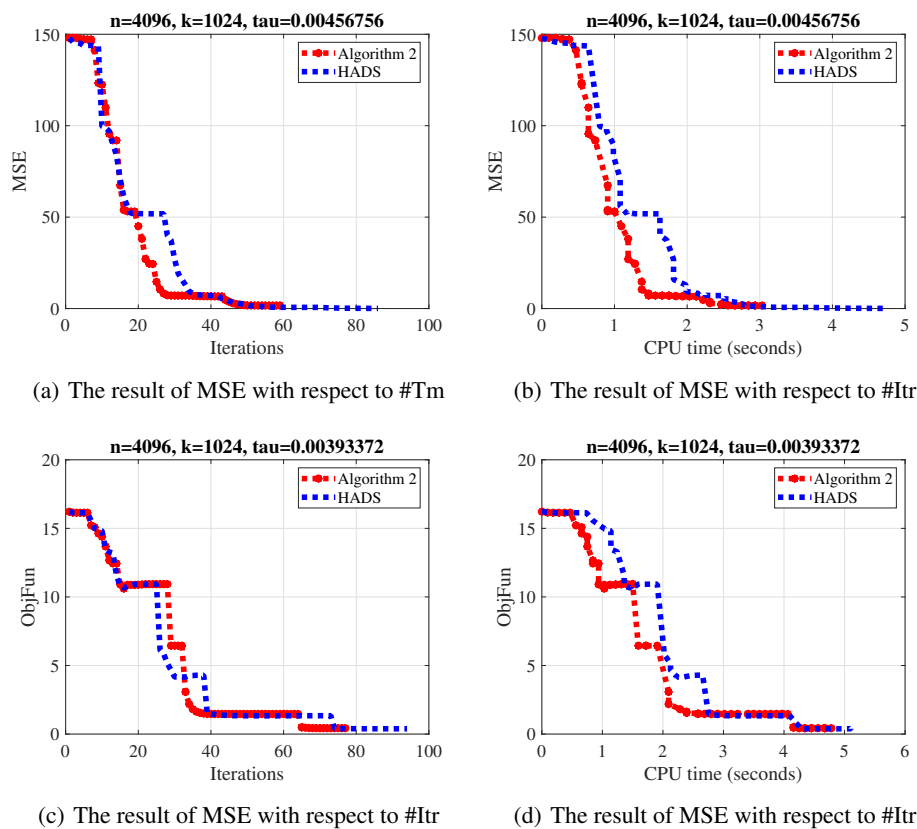 n=4096, k=1024, tau=0.00456756
150
100
50
0
MSE
0 20 40 60 80 100
Iterations
Algorithm 2
HADS
(a) The result of MSE with respect to #Tm
n=4096, k=1024, tau=0.00456756
150
100
50
0
MSE
0 1 2 3 4 5
CPU time (seconds)
Algorithm 2
HADS
(b) The result of MSE with respect to #Itr
n=4096, k=1024, tau=0.00393372
20
15
10
5
0
ObjFun
0 20 40 60 80 100
Iterations
Algorithm 2
HADS
(c) The result of MSE with respect to #Itr
n=4096, k=1024, tau=0.00393372
20
15
10
5
0
ObjFun
0 1 2 3 4 5 6
CPU time (seconds)
Algorithm 2
HADS
(d) The result of MSE with respect to #Itr